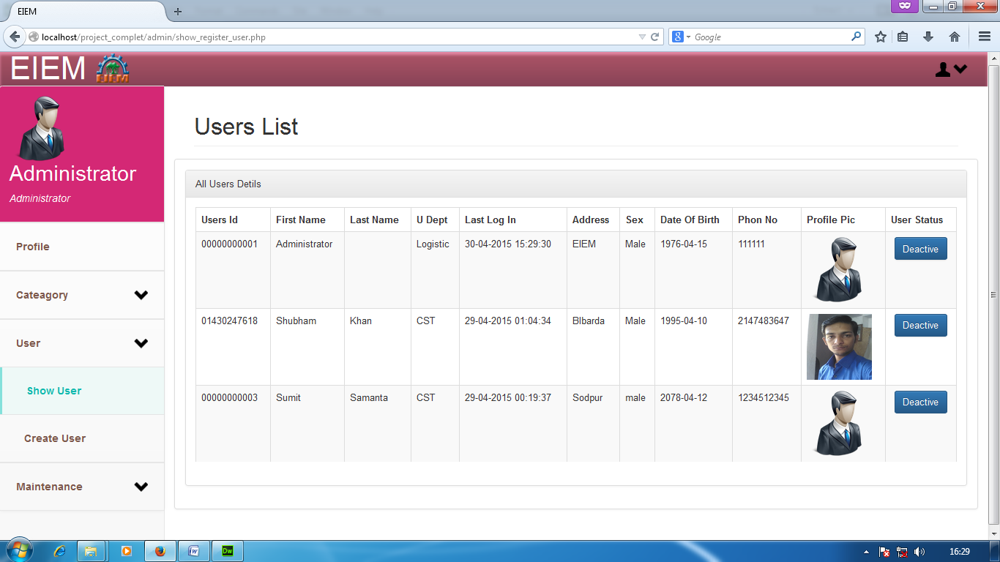 EIEM
localhost/project_complet/admin/show_register_user.php
Google
EIEM EIEM
Administrator
Administrator
Profile
Cateagory
User
Show User
Create User
Maintenance
Users List
All Users Detils
Users Id First Name Last Name U Dept Last Log In Address Sex Date Of Birth Phon No Profile Pic User Status
00000000001 Administrator Logistic 30-04-2015 15:29:30 EIEM Male 1976-04-15 111111 Deactive
01430247618 Shubham Khan CST 29-04-2015 01:04:34 Blbarda Male 1995-04-10 2147483647 Deactive
00000000003 Sumit Samanta CST 29-04-2015 00:19:37 Sodpur male 2078-04-12 1234512345 Deactive
16:29